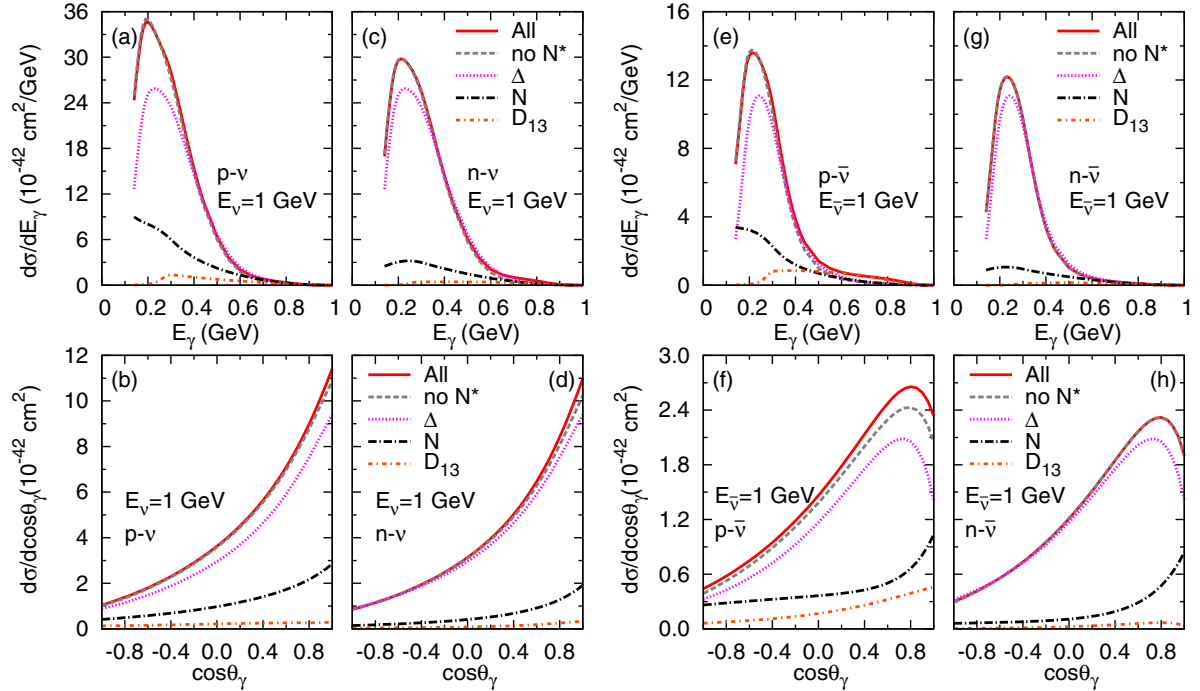 dσ/dEγ (10⁻⁴² cm²/GeV)
36
30
24
18
12
6
0
(a)
p-ν
Eν=1 GeV
0 0.2 0.4 0.6 0.8
Eγ (GeV)
(c)
All
no N*
Δ
N
D₁₃
n-ν
Eν=1 GeV
0 0.2 0.4 0.6 0.8 1
Eγ (GeV)
dσ/dEγ (10⁻⁴² cm²/GeV)
16
12
8
4
0
(e)
p-ν̄
Eν̄=1 GeV
0 0.2 0.4 0.6 0.8
Eγ (GeV)
(g)
All
no N*
Δ
N
D₁₃
n-ν̄
Eν̄=1 GeV
0 0.2 0.4 0.6 0.8 1
Eγ (GeV)
dσ/dcosθγ(10⁻⁴² cm²)
12
10
8
6
4
2
0
(b)
Eν=1 GeV
p-ν
-0.8 -0.4 0.0 0.4 0.8
cosθγ
(d)
All
no N*
Δ
N
D₁₃
Eν=1 GeV
n-ν
-0.8 -0.4 0.0 0.4 0.8
cosθγ
dσ/dcosθγ(10⁻⁴² cm²)
3.0
2.4
1.8
1.2
0.6
0.0
(f)
Eν̄=1 GeV
p-ν̄
-0.8 -0.4 0.0 0.4 0.8
cosθγ
(h)
All
no N*
Δ
N
D₁₃
Eν̄=1 GeV
n-ν̄
-0.8 -0.4 0.0 0.4 0.8
cosθγ